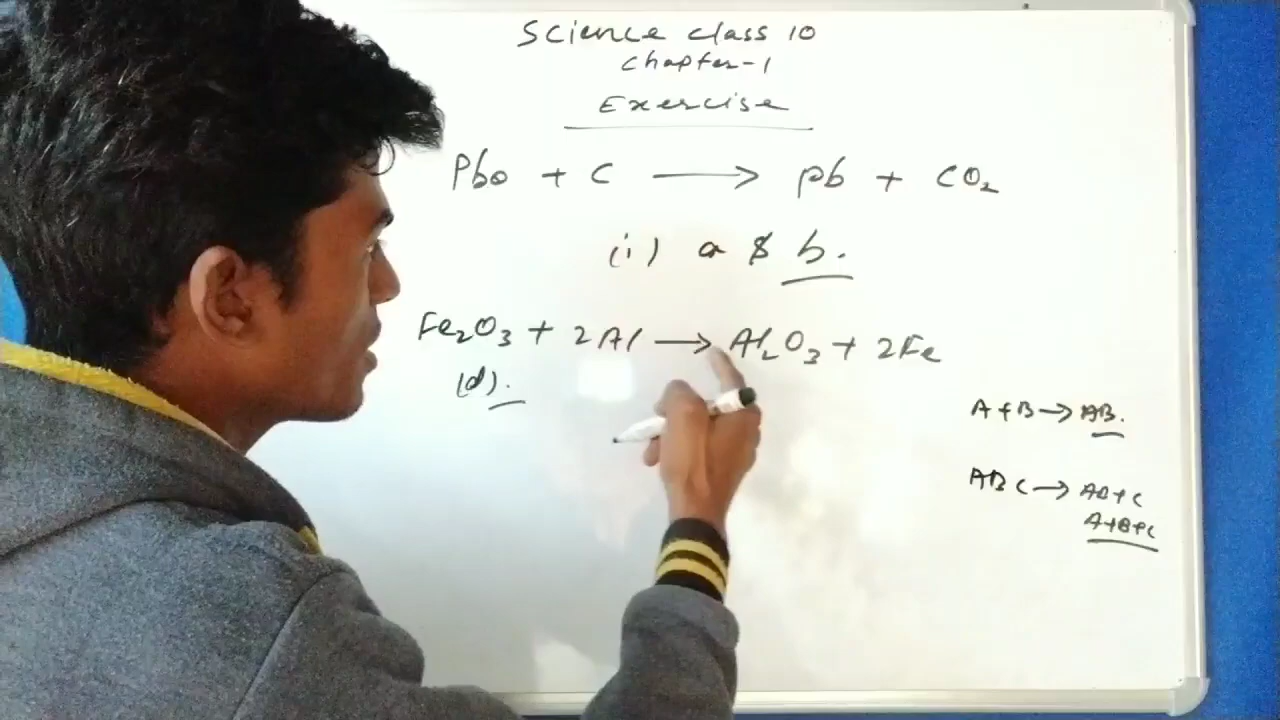 Science class 10
Chapter-1
Exercise
Pbo + C → pb + CO₂
(i) a & b.
Fe₂O₃ + 2Al → Al₂O₃ + 2Fe
(d).
A+B → AB.
ABC → AB+C
A+B+C